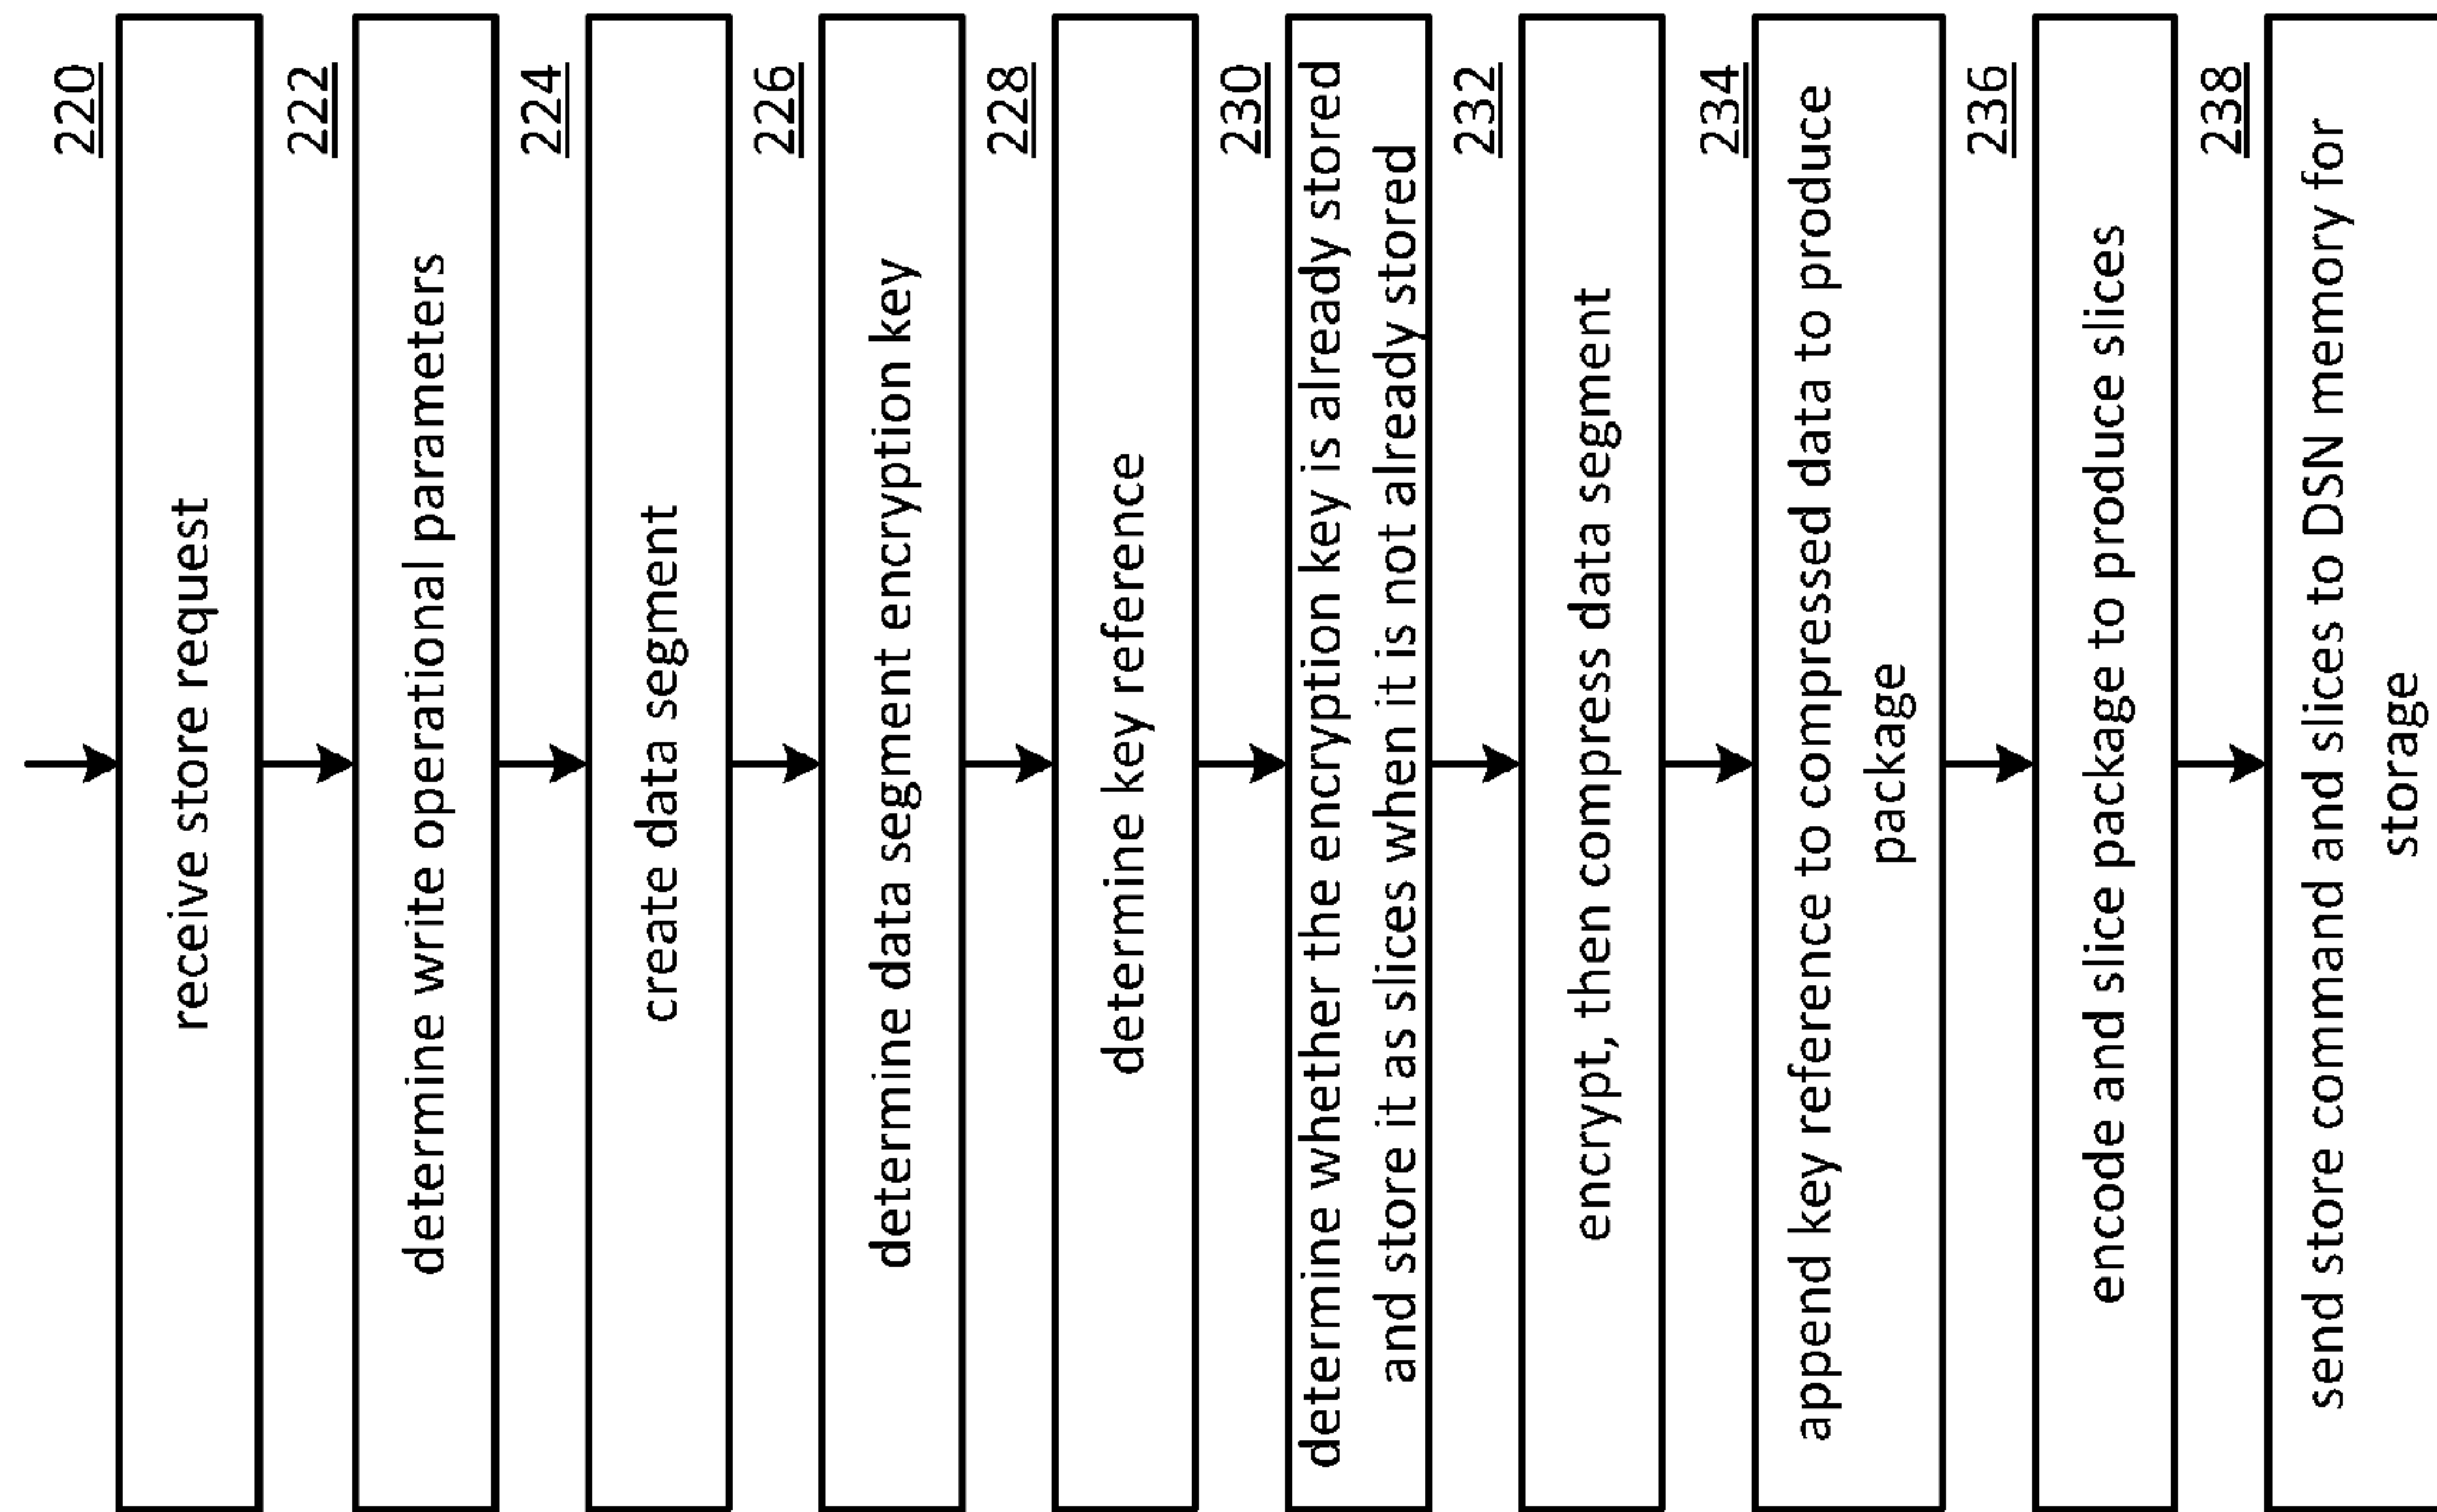 220
receive store request
222
determine write operational parameters
224
create data segment
226
determine data segment encryption key
228
determine key reference
230
determine whether the encryption key is already stored
and store it as slices when it is not already stored
232
encrypt, then compress data segment
234
append key reference to compressed data to produce
package
236
encode and slice package to produce slices
238
send store command and slices to DSN memory for
storage